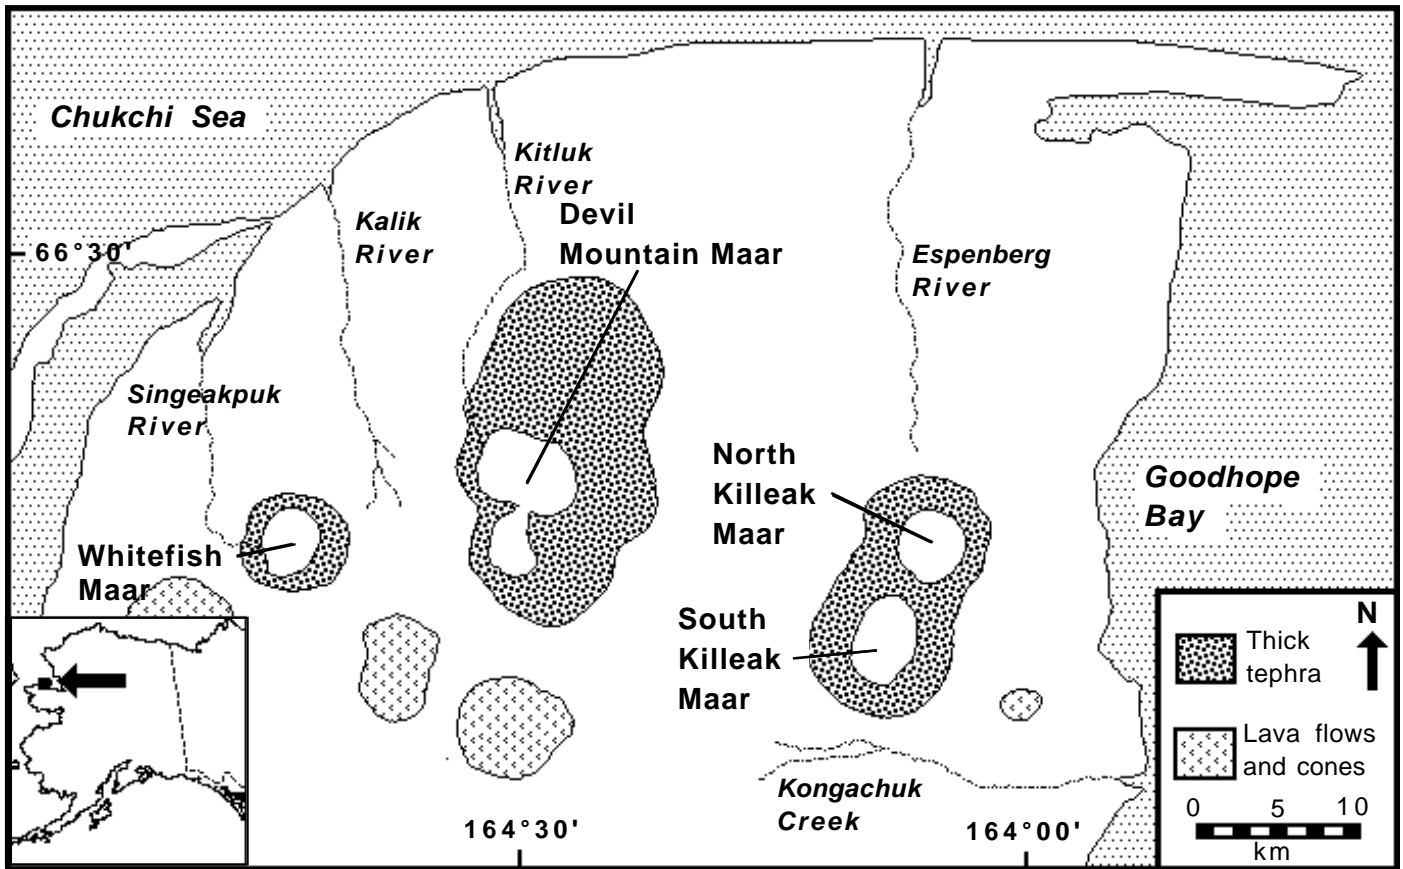 Chukchi Sea
Kitluk
River
Devil
Mountain Maar
Kalik
River
66°30'
Espenberg
River
Singeakpuk
River
North
Killeak
Maar
Goodhope
Bay
Whitefish
Maar
South
Killeak
Maar
N
Thick
tephra
Lava flows
and cones
Kongachuk
Creek
0 5 10
km
164°30'
164°00'